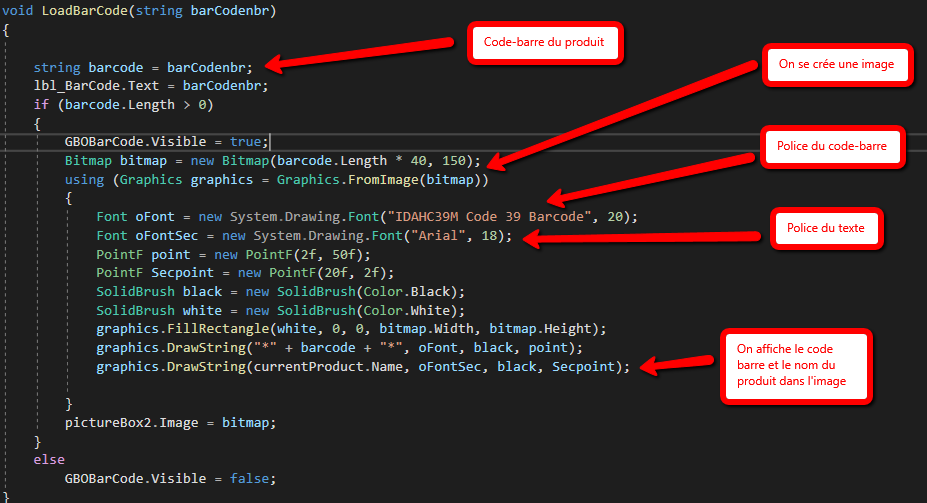 void LoadBarCode(string barCodenbr)
{
Code-barre du produit
On se crée une image
string barcode = barCodenbr;
lbl_BarCode.Text = barCodenbr;
if (barcode.Length > 0)
{
GBOBarCode.Visible = true;
Police du code-barre
Bitmap bitmap = new Bitmap(barcode.Length * 40, 150);
using (Graphics graphics = Graphics.FromImage(bitmap))
{
Font oFont = new System.Drawing.Font("IDAHC39M Code 39 Barcode", 20);
Police du texte
Font oFontSec = new System.Drawing.Font("Arial", 18);
PointF point = new PointF(2f, 50f);
PointF Secpoint = new PointF(20f, 2f);
SolidBrush black = new SolidBrush(Color.Black);
SolidBrush white = new SolidBrush(Color.White);
graphics.FillRectangle(white, 0, 0, bitmap.Width, bitmap.Height);
graphics.DrawString("*" + barcode + "*", oFont, black, point);
graphics.DrawString(currentProduct.Name, oFontSec, black, Secpoint);
On affiche le code
barre et le nom du
produit dans l'image
}
pictureBox2.Image = bitmap;
}
else
GBOBarCode.Visible = false;
}